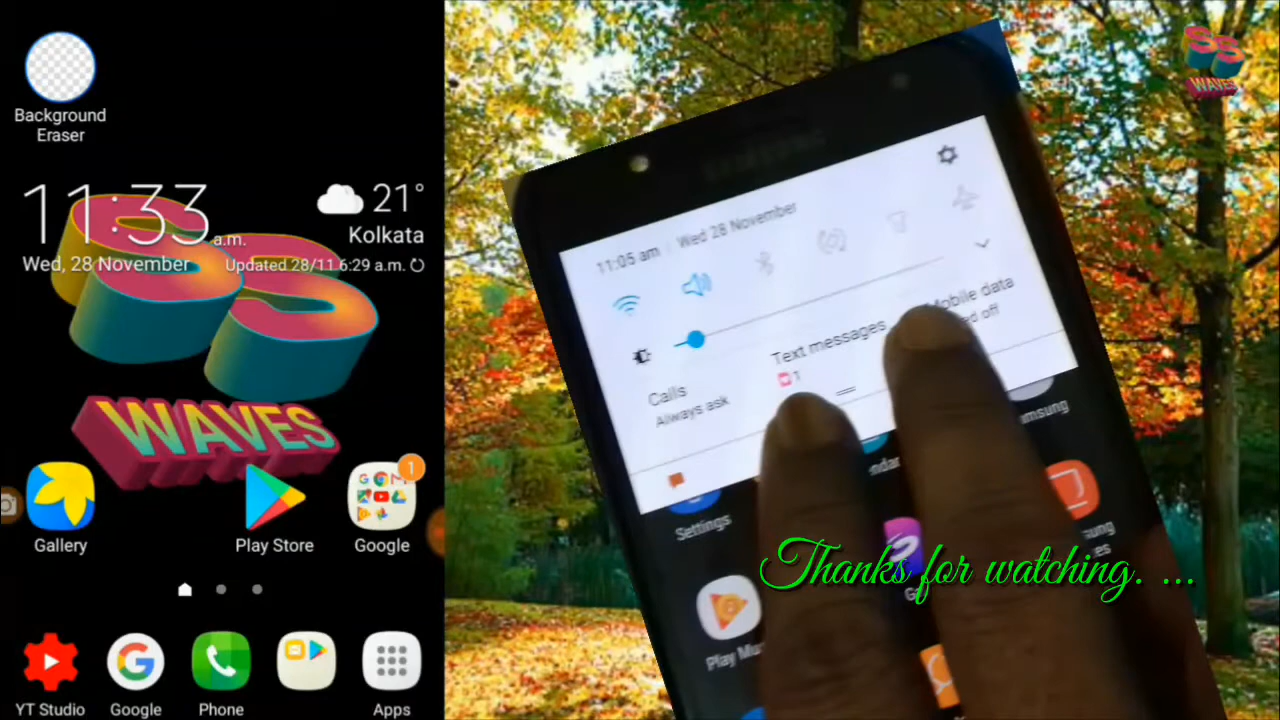 Background
Eraser
11:33 a.m.
21°
Kolkata
Wed, 28 November
Updated 28/11 6:29 a.m.
SS
WAVES
1
Gallery
Play Store
Google
YT Studio
Google
Phone
Apps
SS
WAVES
11:05 am
Wed 28 November
Mobile data
Text messages
1
Calls
Always ask
Settings
Thanks for watching. ...